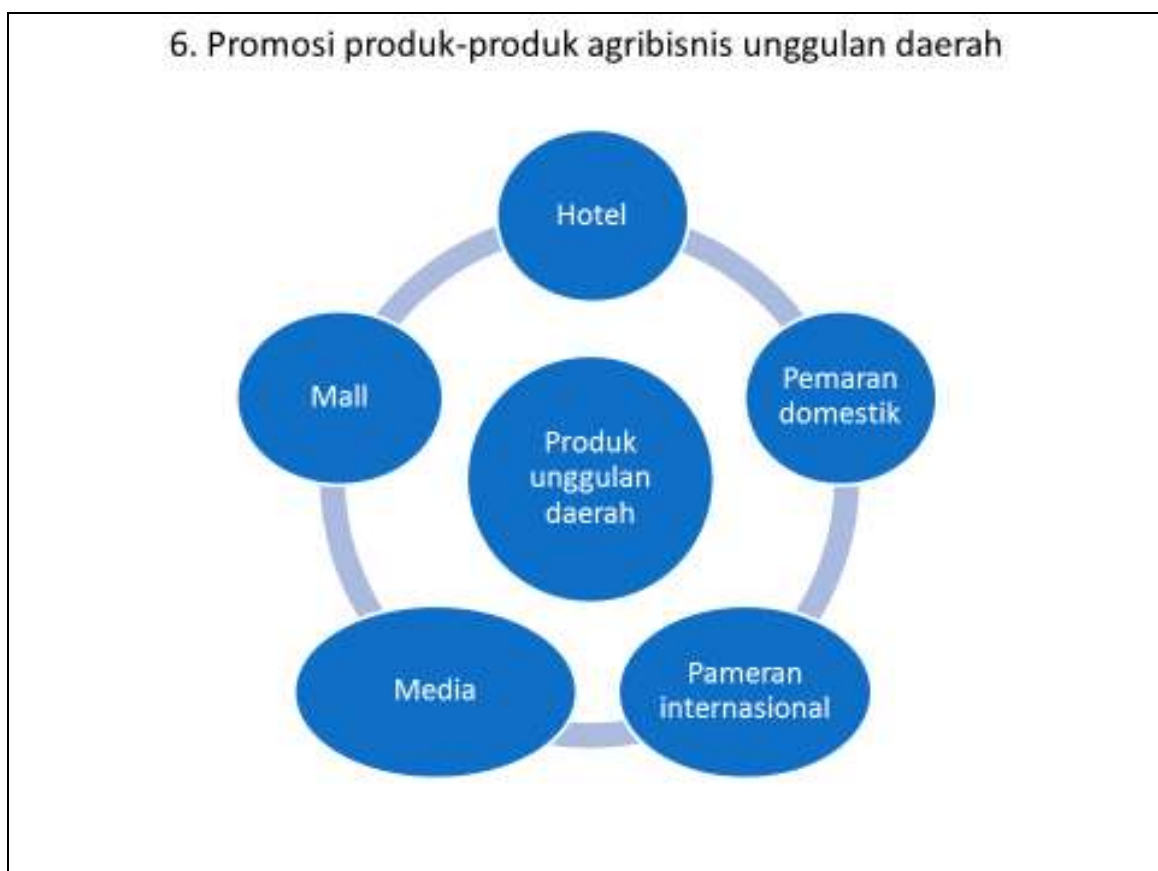 6. Promosi produk-produk agribisnis unggulan daerah
Hotel
Pemaran
domestik
Mall
Produk
unggulan
daerah
Media
Pameran
internasional